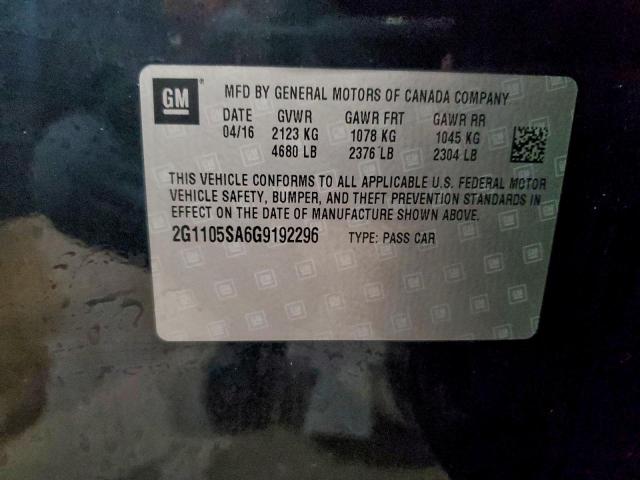 GM
MFD BY GENERAL MOTORS OF CANADA COMPANY
DATE GVWR GAWR FRT GAWR RR
04/16 2123 KG 1078 KG 1045 KG
4680 LB 2376 LB 2304 LB
THIS VEHICLE CONFORMS TO ALL APPLICABLE U.S. FEDERAL MOTOR
VEHICLE SAFETY, BUMPER, AND THEFT PREVENTION STANDARDS IN
EFFECT ON THE DATE OF MANUFACTURE SHOWN ABOVE.
2G1105SA6G9192296 TYPE: PASS CAR